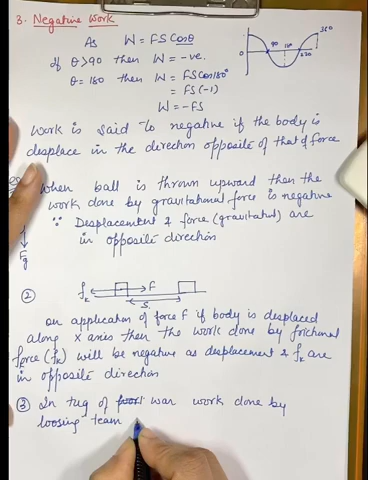 3. Negative Work
As W = FS Cosθ
If θ > 90 then W = -ve.
θ = 180 then W = FS Cos180°
= FS(-1)
W = -FS
0 90 180 270 360
Work is said to negative if the body is
displace in the direction opposite of that of force
When ball is thrown upward then the
work done by gravitational force is negative
∵ Displacement & force (gravitatnl) are
in opposite direction
Fg
② fk F
S
On application of force F if body is displaced
along x axis then the work done by frictional
force (fk) will be negative as displacement & fk are
in opposite direction
③ In tug of war work done by
loosing team